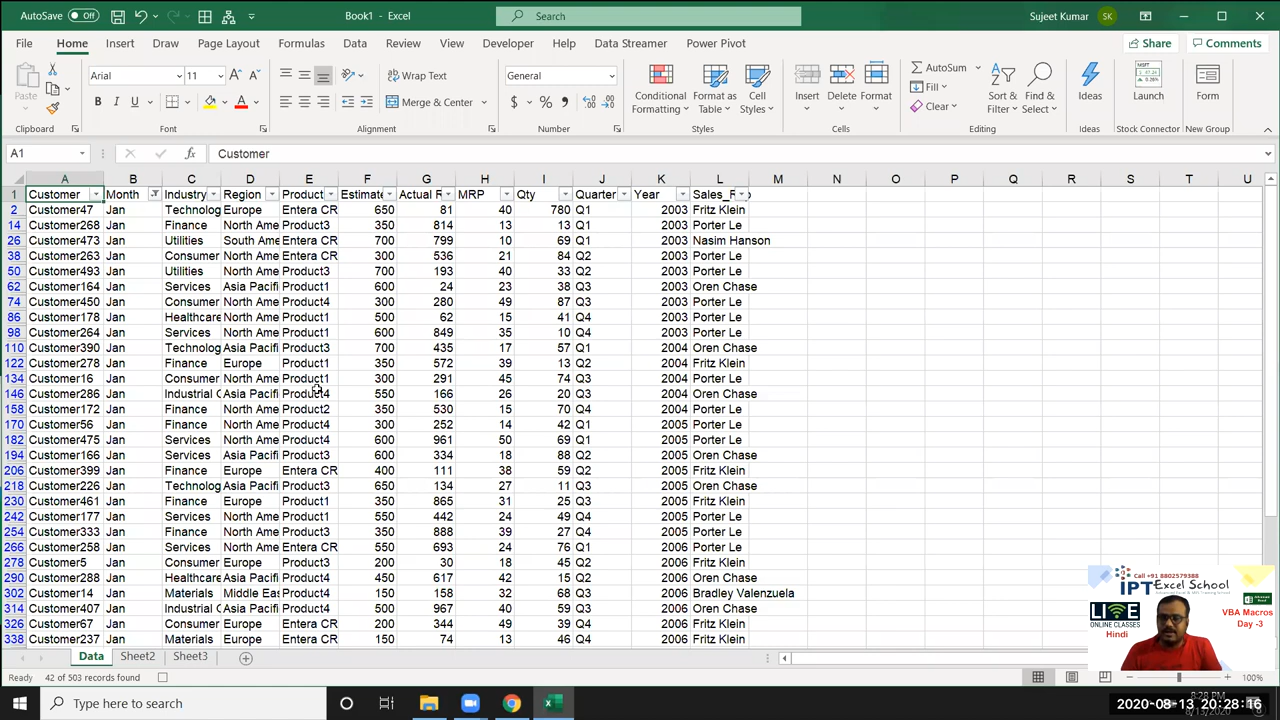 AutoSave Off Book1 - Excel Search Sujeet Kumar SK
File Home Insert Draw Page Layout Formulas Data Review View Developer Help Data Streamer Power Pivot Share Comments
Paste Arial 11 Wrap Text General Conditional Formatting Format as Table Cell Styles Insert Delete Format AutoSum Sort & Filter Find & Select Ideas Launch Form
B I U Merge & Center $ % Fill Clear
Clipboard Font Alignment Number Styles Cells Editing Ideas Stock Connector New Group
A1 fx Customer
A B C D E F G H I J K L M N O P Q R S T U
1 Customer Month Industry Region Product Estimate Actual R MRP Qty Quarter Year Sales_R
2 Customer47 Jan Technolog Europe Entera CR 650 81 40 780 Q1 2003 Fritz Klein
14 Customer268 Jan Finance North Ame Product3 350 814 13 13 Q1 2003 Porter Le
26 Customer473 Jan Utilities South Ame Entera CR 700 799 10 69 Q1 2003 Nasim Hanson
38 Customer263 Jan Consumer North Ame Entera CR 300 536 21 84 Q2 2003 Porter Le
50 Customer493 Jan Utilities North Ame Product3 700 193 40 33 Q2 2003 Porter Le
62 Customer164 Jan Services Asia Pacifi Product1 600 24 23 38 Q3 2003 Oren Chase
74 Customer450 Jan Consumer North Ame Product4 300 280 49 87 Q3 2003 Porter Le
86 Customer178 Jan Healthcare North Ame Product1 500 62 15 41 Q4 2003 Porter Le
98 Customer264 Jan Services North Ame Product1 600 849 35 10 Q4 2003 Porter Le
110 Customer390 Jan Technolog Asia Pacifi Product3 700 435 17 57 Q1 2004 Oren Chase
122 Customer278 Jan Finance Europe Product1 350 572 39 13 Q2 2004 Fritz Klein
134 Customer16 Jan Consumer North Ame Product1 300 291 45 74 Q3 2004 Porter Le
146 Customer286 Jan Industrial C Asia Pacifi Product4 550 166 26 20 Q3 2004 Oren Chase
158 Customer172 Jan Finance North Ame Product2 350 530 15 70 Q4 2004 Porter Le
170 Customer56 Jan Finance North Ame Product4 300 252 14 42 Q1 2005 Porter Le
182 Customer475 Jan Services North Ame Product4 600 961 50 69 Q1 2005 Porter Le
194 Customer166 Jan Services Asia Pacifi Product3 600 334 18 88 Q2 2005 Oren Chase
206 Customer399 Jan Finance Europe Entera CR 400 111 38 59 Q2 2005 Fritz Klein
218 Customer226 Jan Technolog Asia Pacifi Product3 650 134 27 11 Q3 2005 Oren Chase
230 Customer461 Jan Finance Europe Product1 350 865 31 25 Q3 2005 Fritz Klein
242 Customer177 Jan Services North Ame Product1 550 442 24 49 Q4 2005 Porter Le
254 Customer333 Jan Finance North Ame Product3 350 888 39 27 Q4 2005 Porter Le
266 Customer258 Jan Services North Ame Entera CR 550 693 24 76 Q1 2006 Porter Le
278 Customer5 Jan Consumer Europe Product3 200 30 18 45 Q2 2006 Fritz Klein
290 Customer288 Jan Healthcare Asia Pacifi Product4 450 617 42 15 Q2 2006 Oren Chase
302 Customer14 Jan Materials Middle Eas Product4 150 158 32 68 Q3 2006 Bradley Valenzuela
314 Customer407 Jan Industrial C Asia Pacifi Product4 500 967 40 59 Q3 2006 Oren Chase
326 Customer67 Jan Consumer Europe Entera CR 200 344 49 39 Q4 2006 Fritz Klein
338 Customer237 Jan Materials Europe Entera CR 150 74 13 46 Q4 2006 Fritz Klein
Call +91 8802579388
IPT Excel School
LIVE
ONLINE CLASSES
Hindi
VBA Macros
Day -3
Data Sheet2 Sheet3
Ready 42 of 503 records found 100%
Type here to search
8:28 PM
2020-08-13 20:28:16
8/13/2020